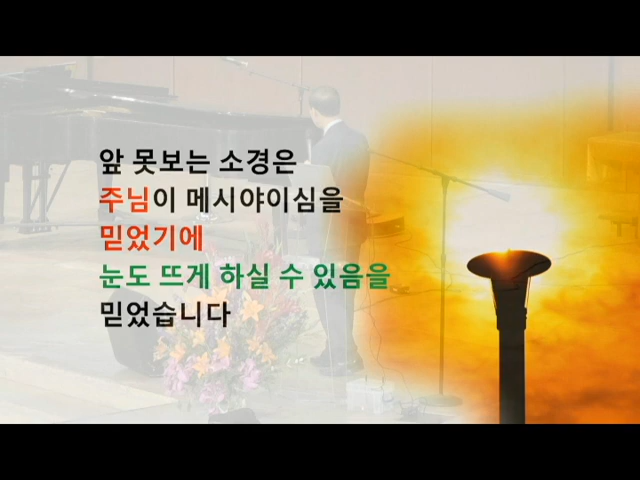 앞 못보는 소경은
주님이 메시야이심을
믿었기에
눈도 뜨게 하실 수 있음을
믿었습니다